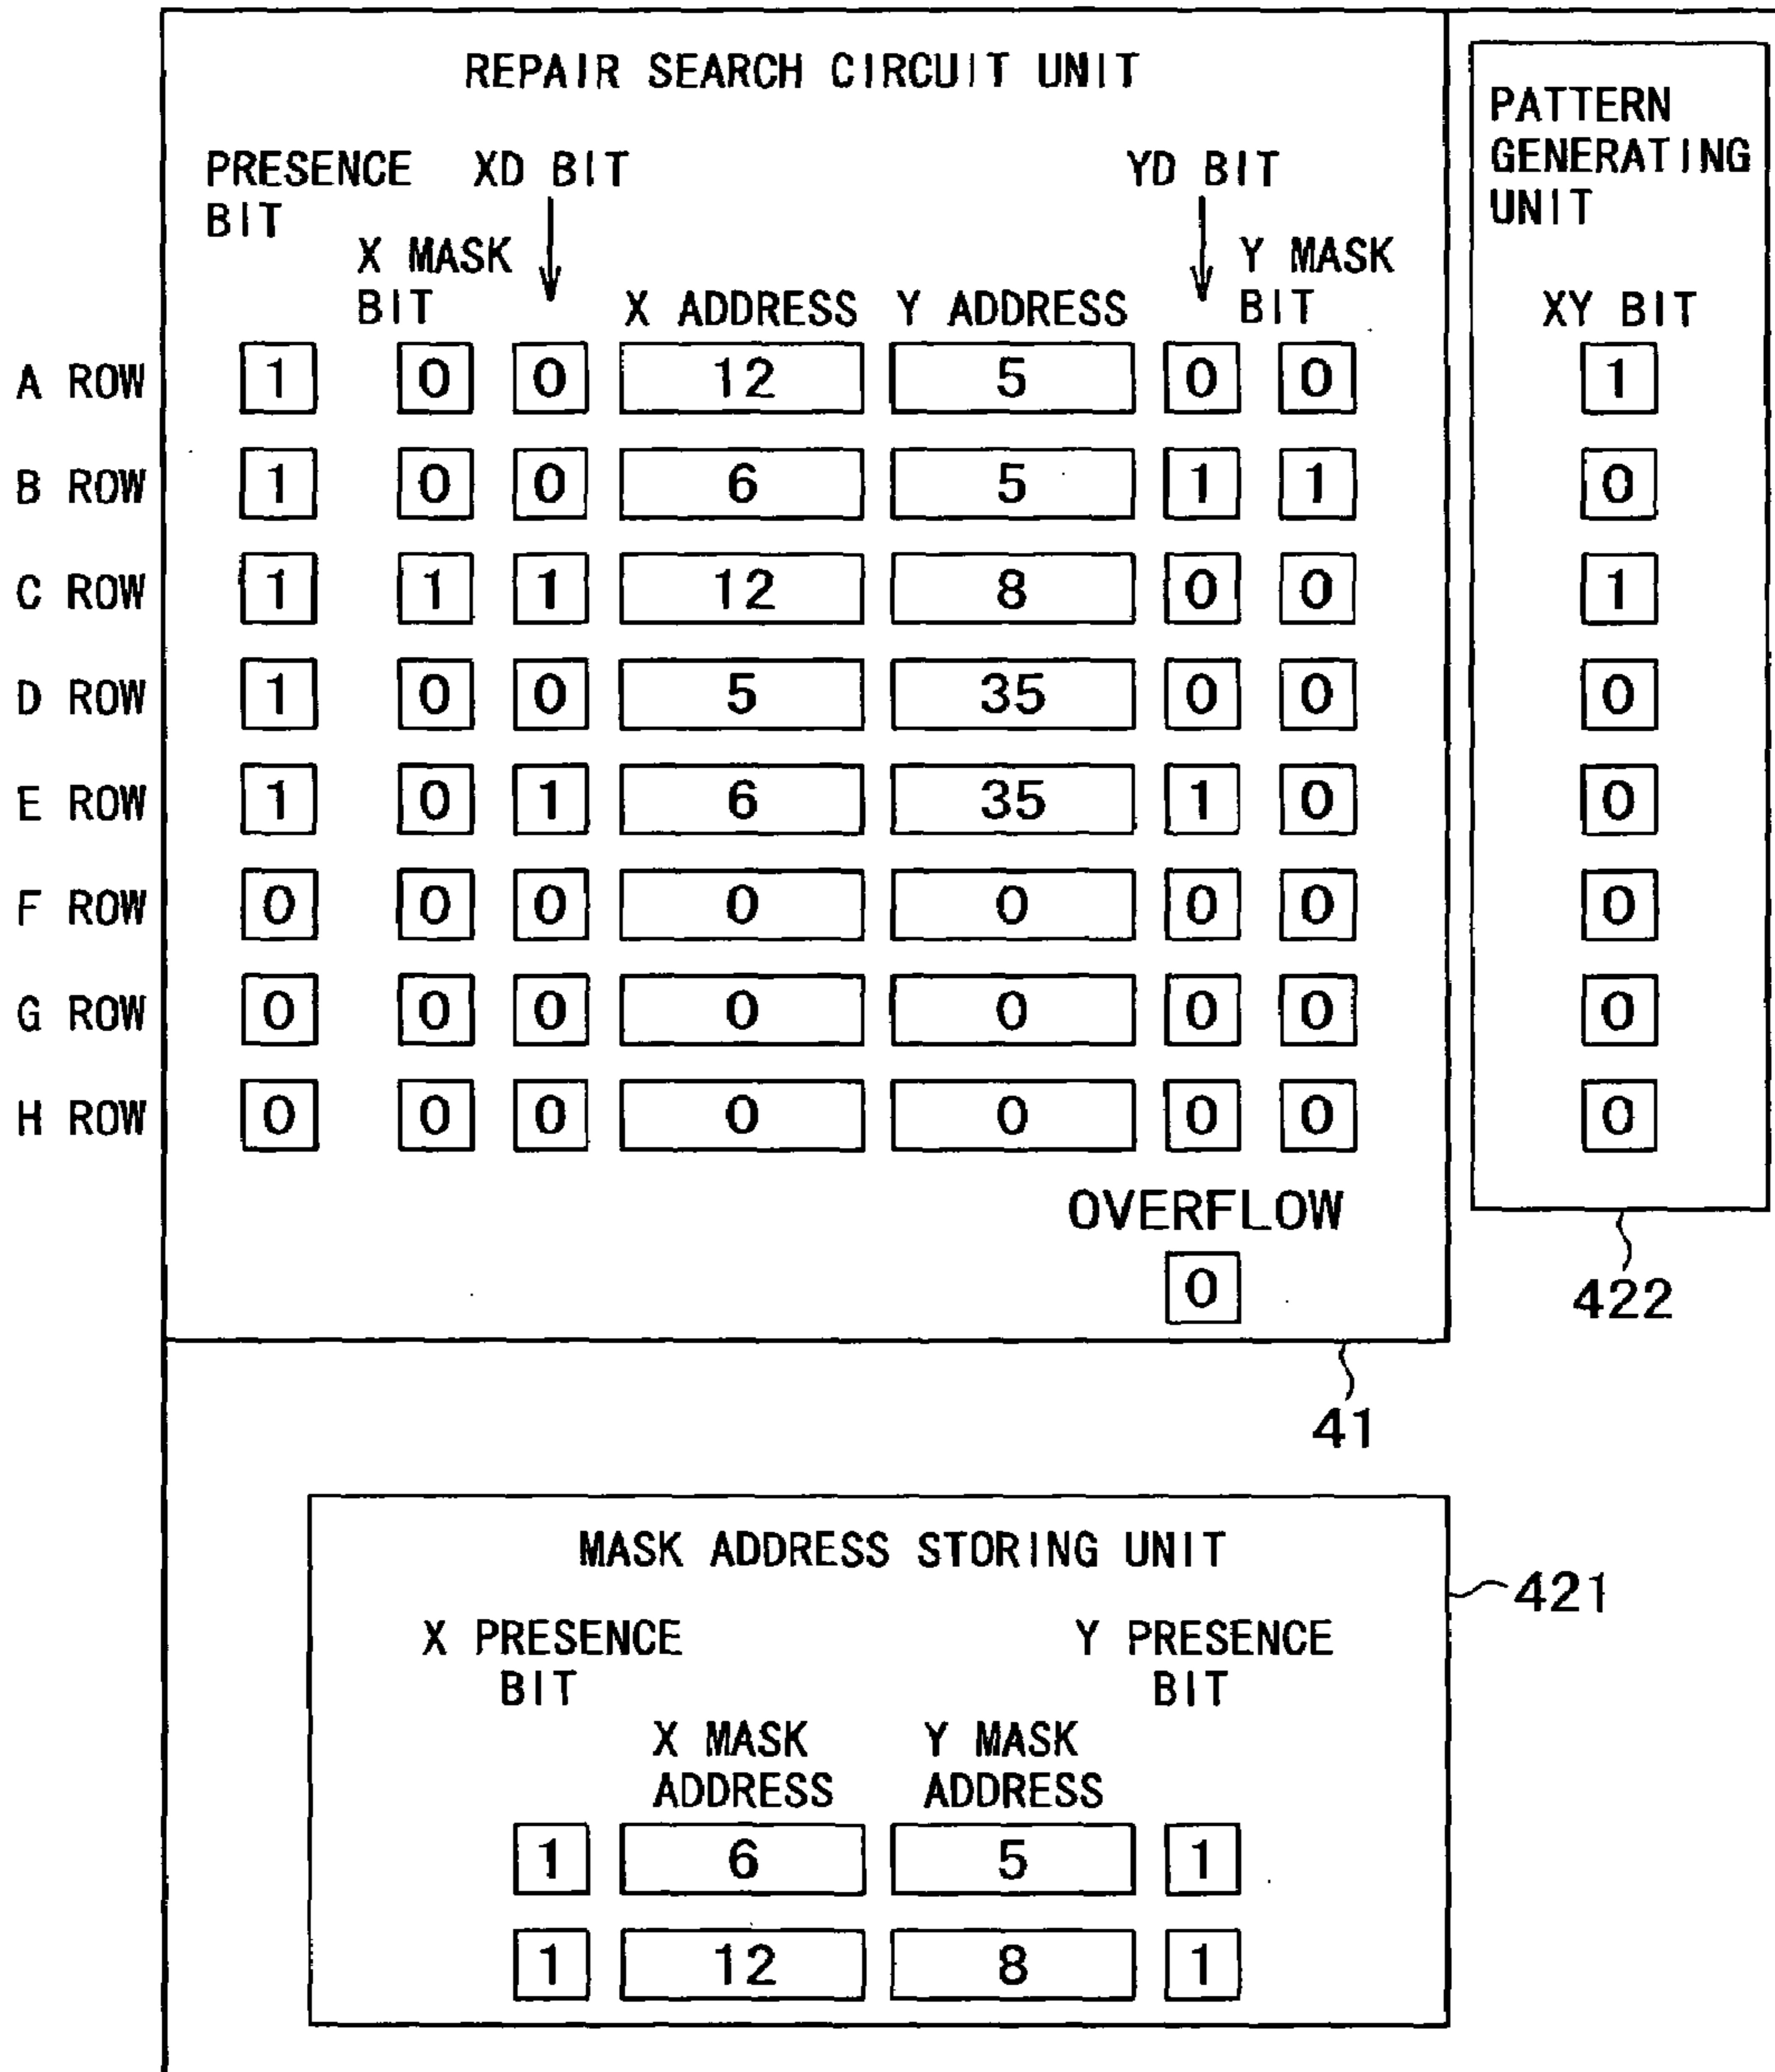 REPAIR SEARCH CIRCUIT UNIT
PRESENCE BIT
XD BIT
YD BIT
X MASK BIT
Y MASK BIT
X ADDRESS Y ADDRESS
A ROW 1 0 0 12 5 0 0
B ROW 1 0 0 6 5 1 1
C ROW 1 1 1 12 8 0 0
D ROW 1 0 0 5 35 0 0
E ROW 1 0 1 6 35 1 0
F ROW 0 0 0 0 0 0 0
G ROW 0 0 0 0 0 0 0
H ROW 0 0 0 0 0 0 0
OVERFLOW
0
41
PATTERN
GENERATING
UNIT
XY BIT
1
0
1
0
0
0
0
0
422
MASK ADDRESS STORING UNIT
421
X PRESENCE BIT
Y PRESENCE BIT
X MASK ADDRESS
Y MASK ADDRESS
1 6 5 1
1 12 8 1